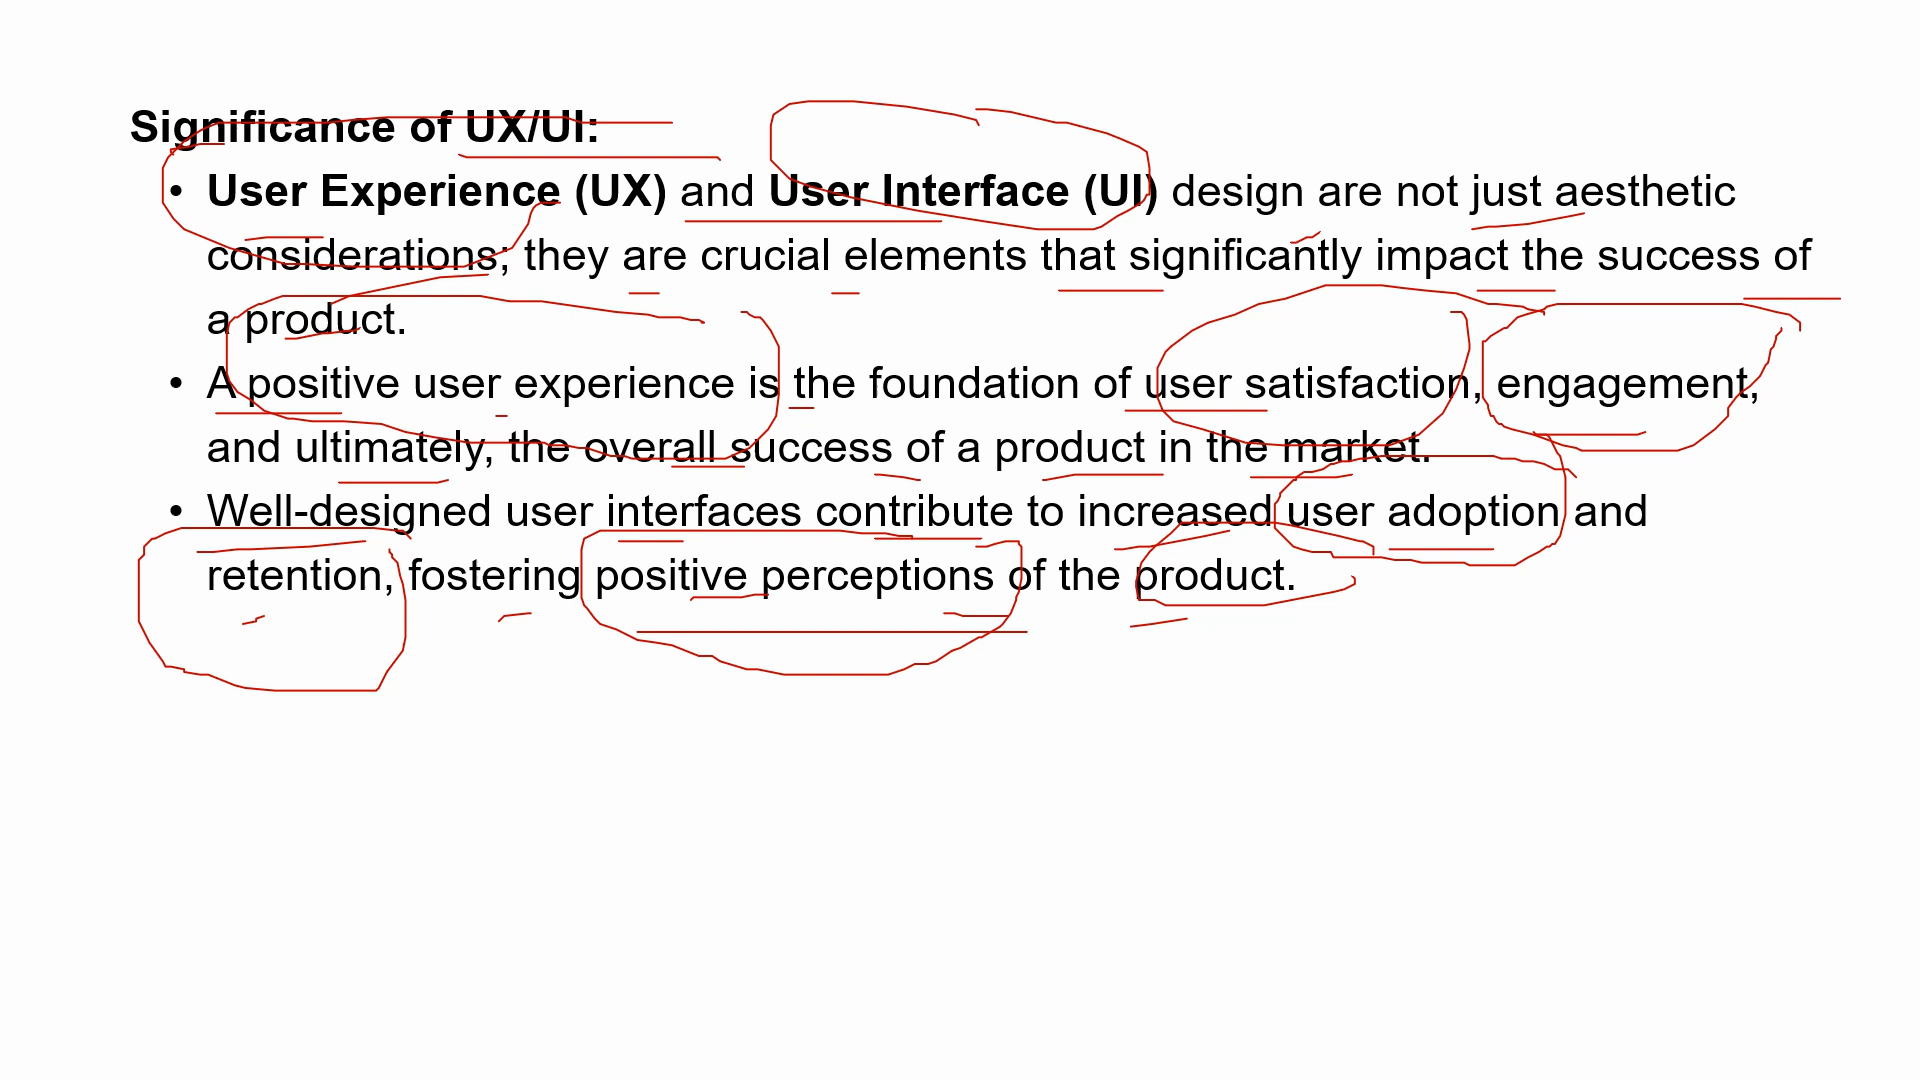 Significance of UX/UI:
• User Experience (UX) and User Interface (UI) design are not just aesthetic
considerations; they are crucial elements that significantly impact the success of
a product.
• A positive user experience is the foundation of user satisfaction, engagement,
and ultimately, the overall success of a product in the market.
• Well-designed user interfaces contribute to increased user adoption and
retention, fostering positive perceptions of the product.